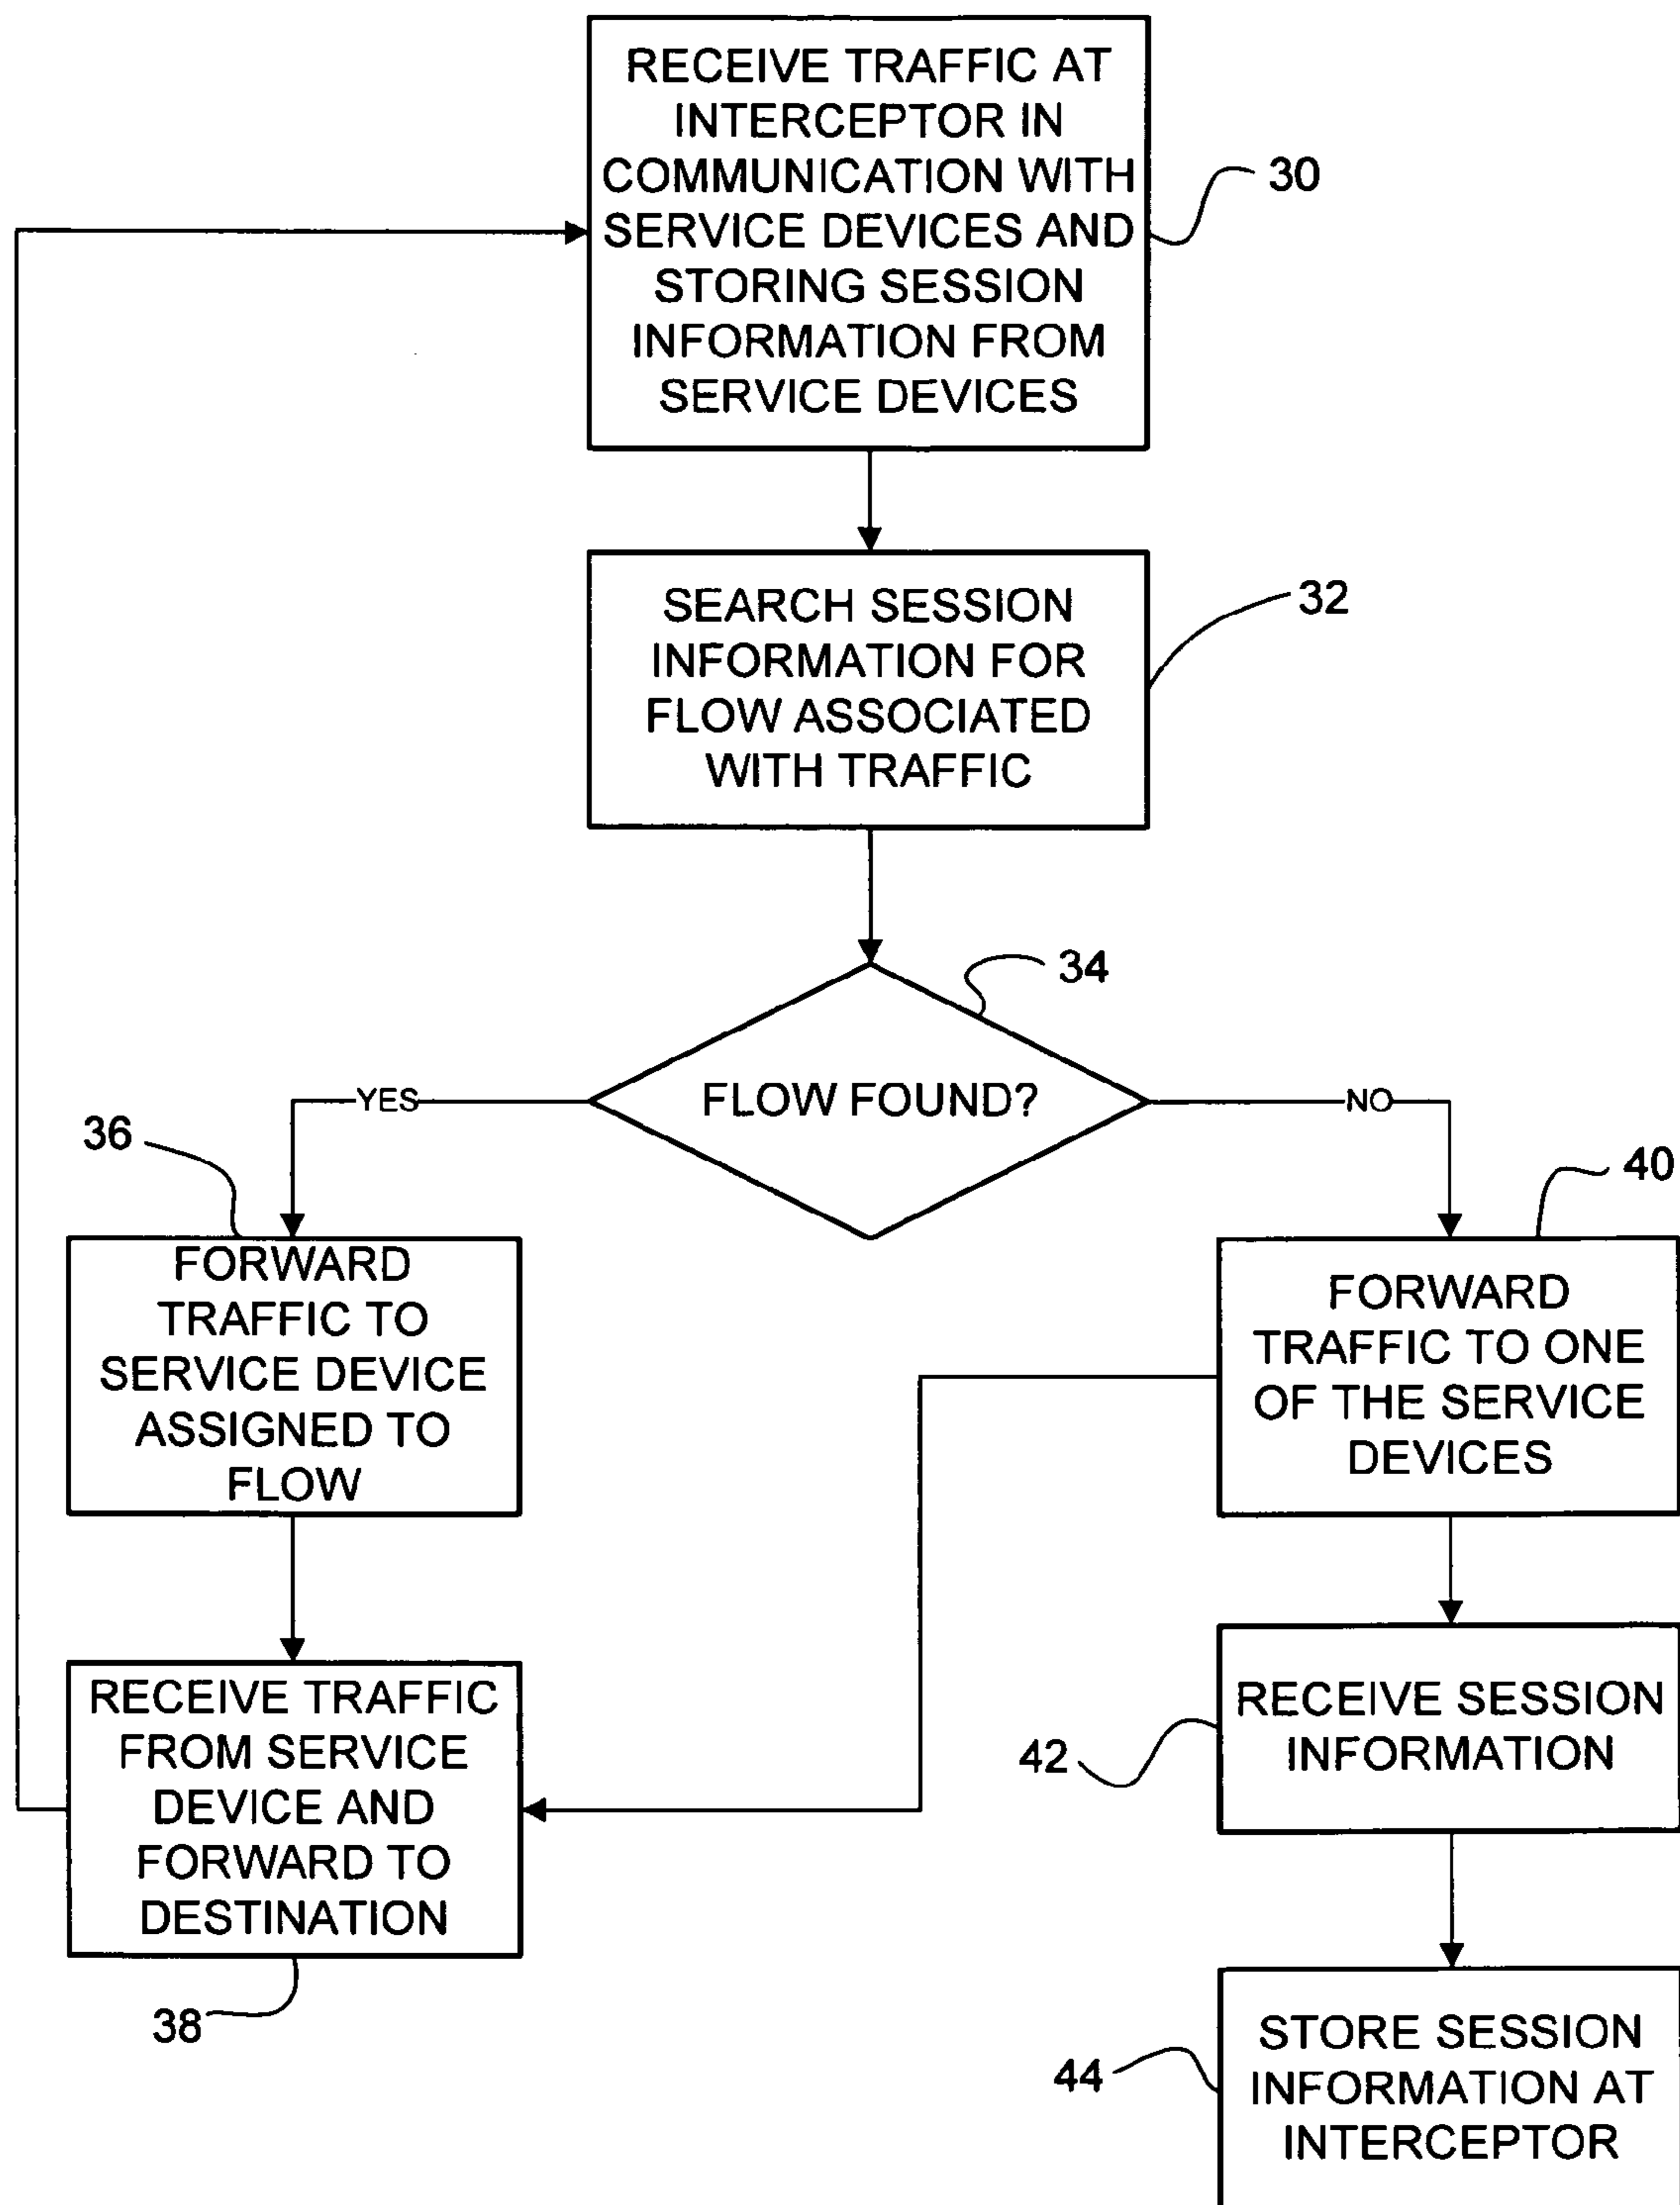 RECEIVE TRAFFIC AT
INTERCEPTOR IN
COMMUNICATION WITH
SERVICE DEVICES AND
STORING SESSION
INFORMATION FROM
SERVICE DEVICES
30
SEARCH SESSION
INFORMATION FOR
FLOW ASSOCIATED
WITH TRAFFIC
32
34
FLOW FOUND?
YES
NO
36
FORWARD
TRAFFIC TO
SERVICE DEVICE
ASSIGNED TO
FLOW
40
FORWARD
TRAFFIC TO ONE
OF THE SERVICE
DEVICES
RECEIVE TRAFFIC
FROM SERVICE
DEVICE AND
FORWARD TO
DESTINATION
38
RECEIVE SESSION
INFORMATION
42
STORE SESSION
INFORMATION AT
INTERCEPTOR
44